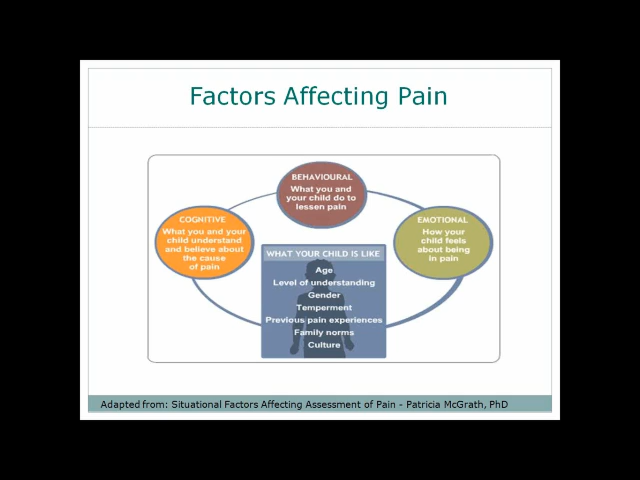 Factors Affecting Pain
BEHAVIOURAL
What you and
your child do to
lessen pain
COGNITIVE
What you and your
child understand
and believe about
the cause
of pain
EMOTIONAL
How your
child feels
about being
in pain
WHAT YOUR CHILD IS LIKE
Age
Level of understanding
Gender
Temperment
Previous pain experiences
Family norms
Culture
Adapted from: Situational Factors Affecting Assessment of Pain - Patricia McGrath, PhD